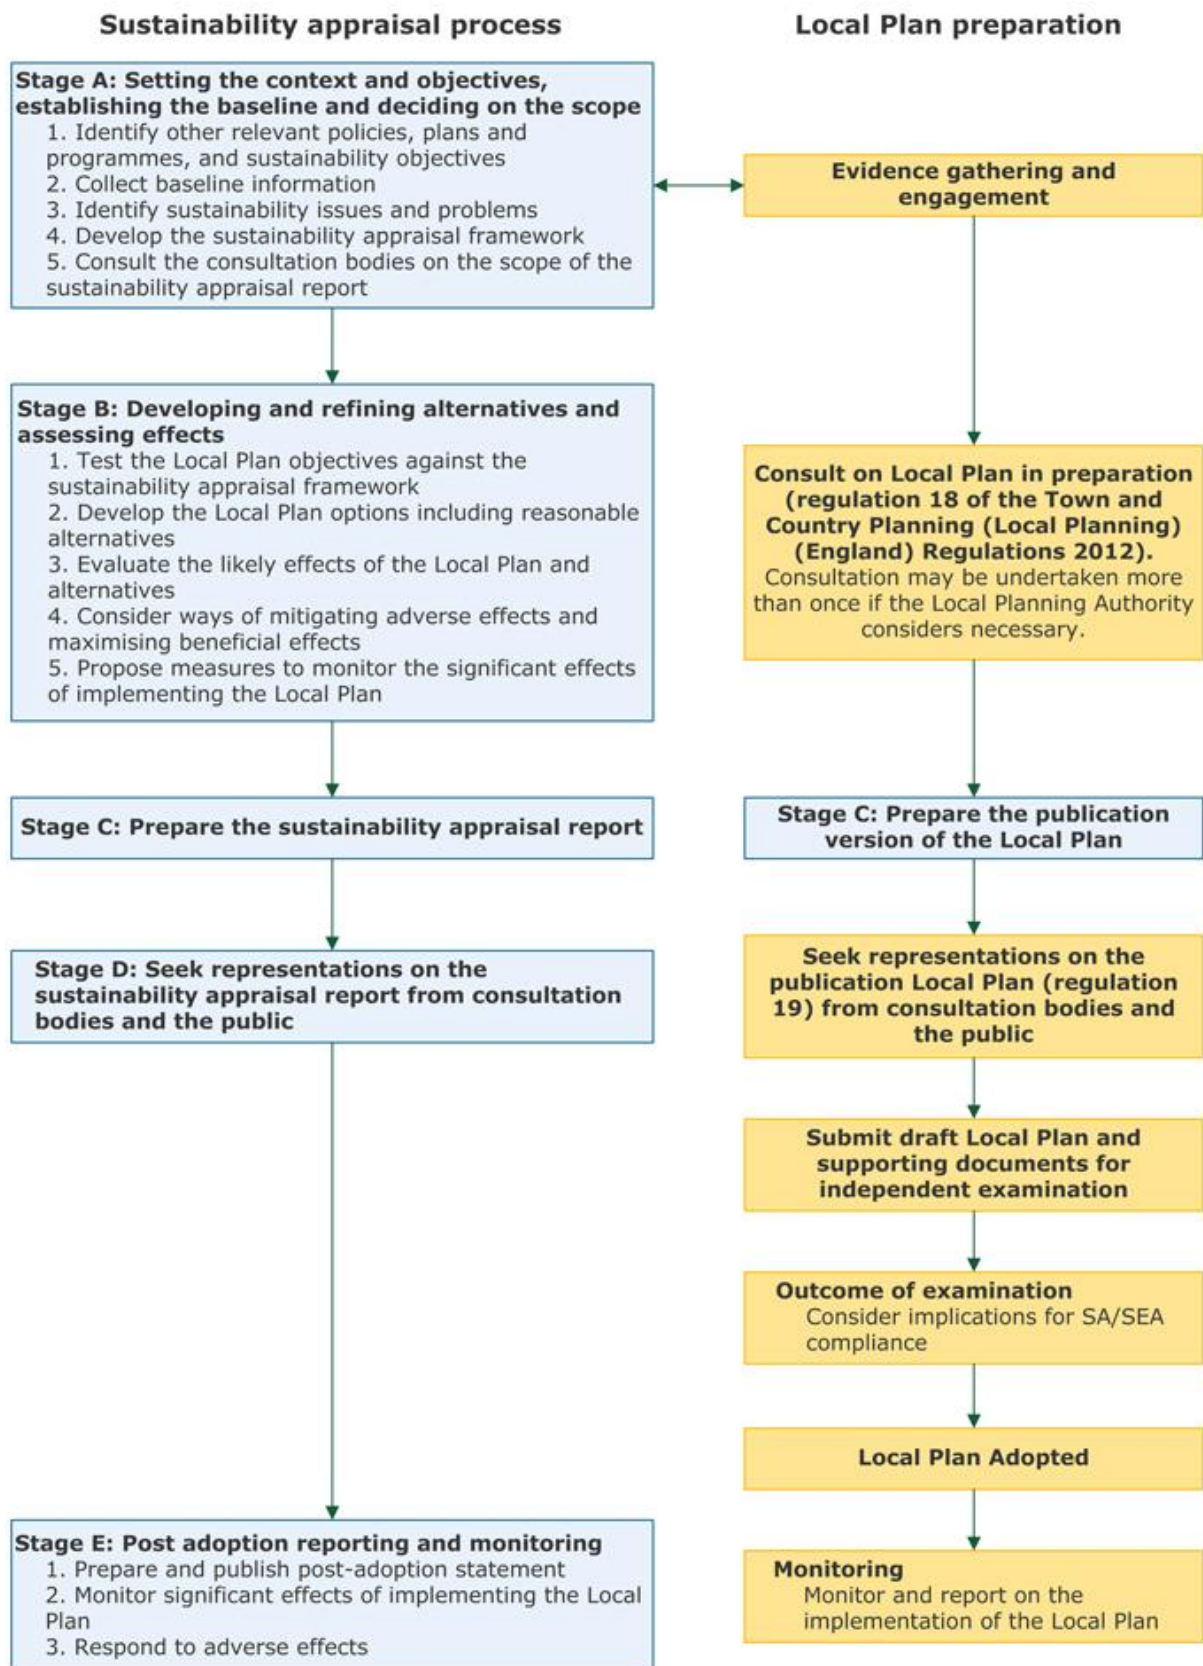 Sustainability appraisal process
Local Plan preparation
Stage A: Setting the context and objectives,
establishing the baseline and deciding on the scope
1. Identify other relevant policies, plans and
programmes, and sustainability objectives
2. Collect baseline information
3. Identify sustainability issues and problems
4. Develop the sustainability appraisal framework
5. Consult the consultation bodies on the scope of the
sustainability appraisal report
Evidence gathering and
engagement
Stage B: Developing and refining alternatives and
assessing effects
1. Test the Local Plan objectives against the
sustainability appraisal framework
2. Develop the Local Plan options including reasonable
alternatives
3. Evaluate the likely effects of the Local Plan and
alternatives
4. Consider ways of mitigating adverse effects and
maximising beneficial effects
5. Propose measures to monitor the significant effects
of implementing the Local Plan
Consult on Local Plan in preparation
(regulation 18 of the Town and
Country Planning (Local Planning)
(England) Regulations 2012).
Consultation may be undertaken more
than once if the Local Planning Authority
considers necessary.
Stage C: Prepare the sustainability appraisal report
Stage C: Prepare the publication
version of the Local Plan
Stage D: Seek representations on the
sustainability appraisal report from consultation
bodies and the public
Seek representations on the
publication Local Plan (regulation
19) from consultation bodies and
the public
Submit draft Local Plan and
supporting documents for
independent examination
Outcome of examination
Consider implications for SA/SEA
compliance
Local Plan Adopted
Stage E: Post adoption reporting and monitoring
1. Prepare and publish post-adoption statement
2. Monitor significant effects of implementing the Local
Plan
3. Respond to adverse effects
Monitoring
Monitor and report on the
implementation of the Local Plan